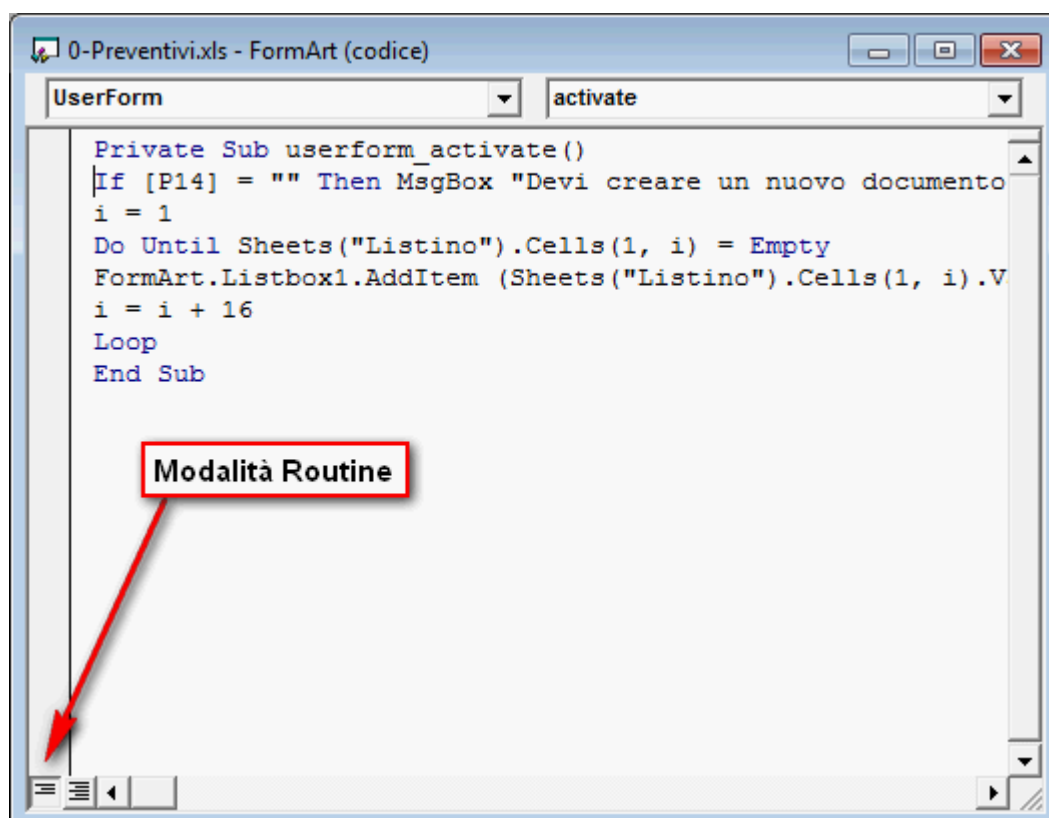 0-Preventivi.xls - FormArt (codice)
UserForm activate
Private Sub userform_activate()
If [P14] = "" Then MsgBox "Devi creare un nuovo documento
i = 1
Do Until Sheets("Listino").Cells(1, i) = Empty
FormArt.Listbox1.AddItem (Sheets("Listino").Cells(1, i).V
i = i + 16
Loop
End Sub
Modalità Routine